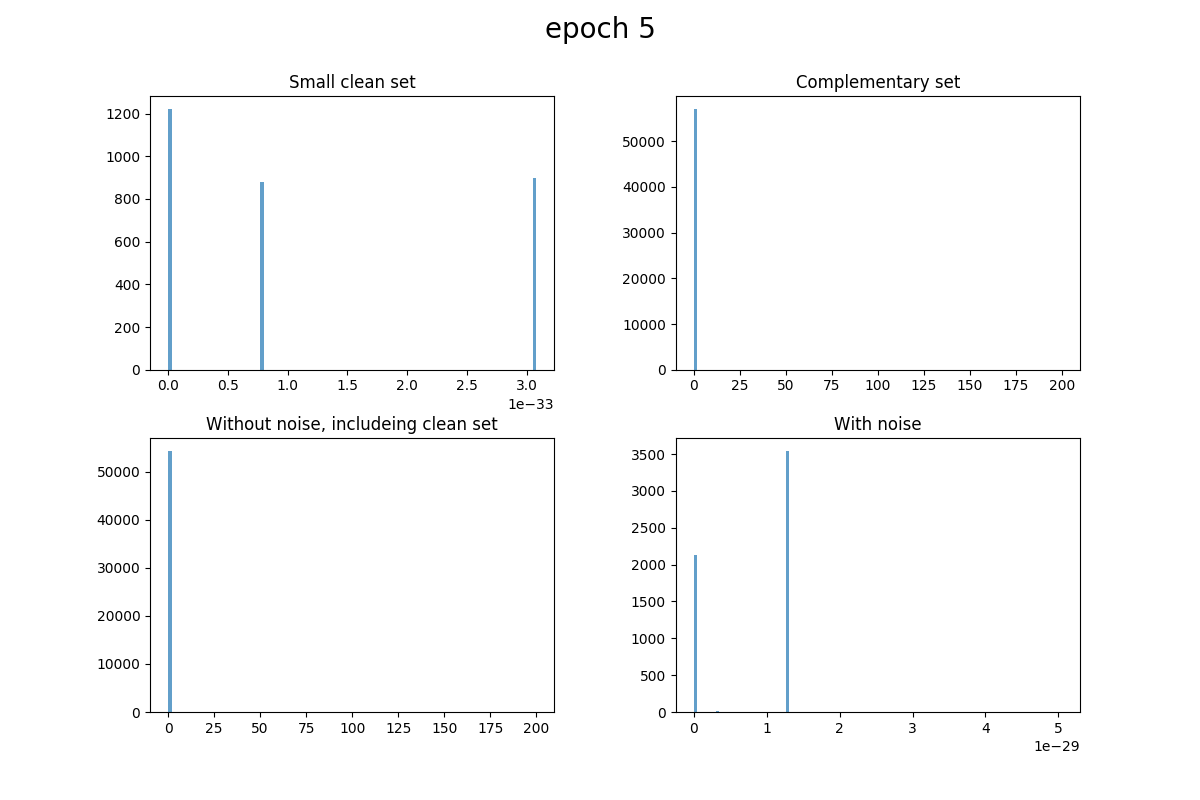 epoch 5
Small clean set
1200
1000
800
600
400
200
0
0.0 0.5 1.0 1.5 2.0 2.5 3.0
1e−33
Complementary set
50000
40000
30000
20000
10000
0
0 25 50 75 100 125 150 175 200
Without noise, includeing clean set
50000
40000
30000
20000
10000
0
0 25 50 75 100 125 150 175 200
With noise
3500
3000
2500
2000
1500
1000
500
0
0 1 2 3 4 5
1e−29